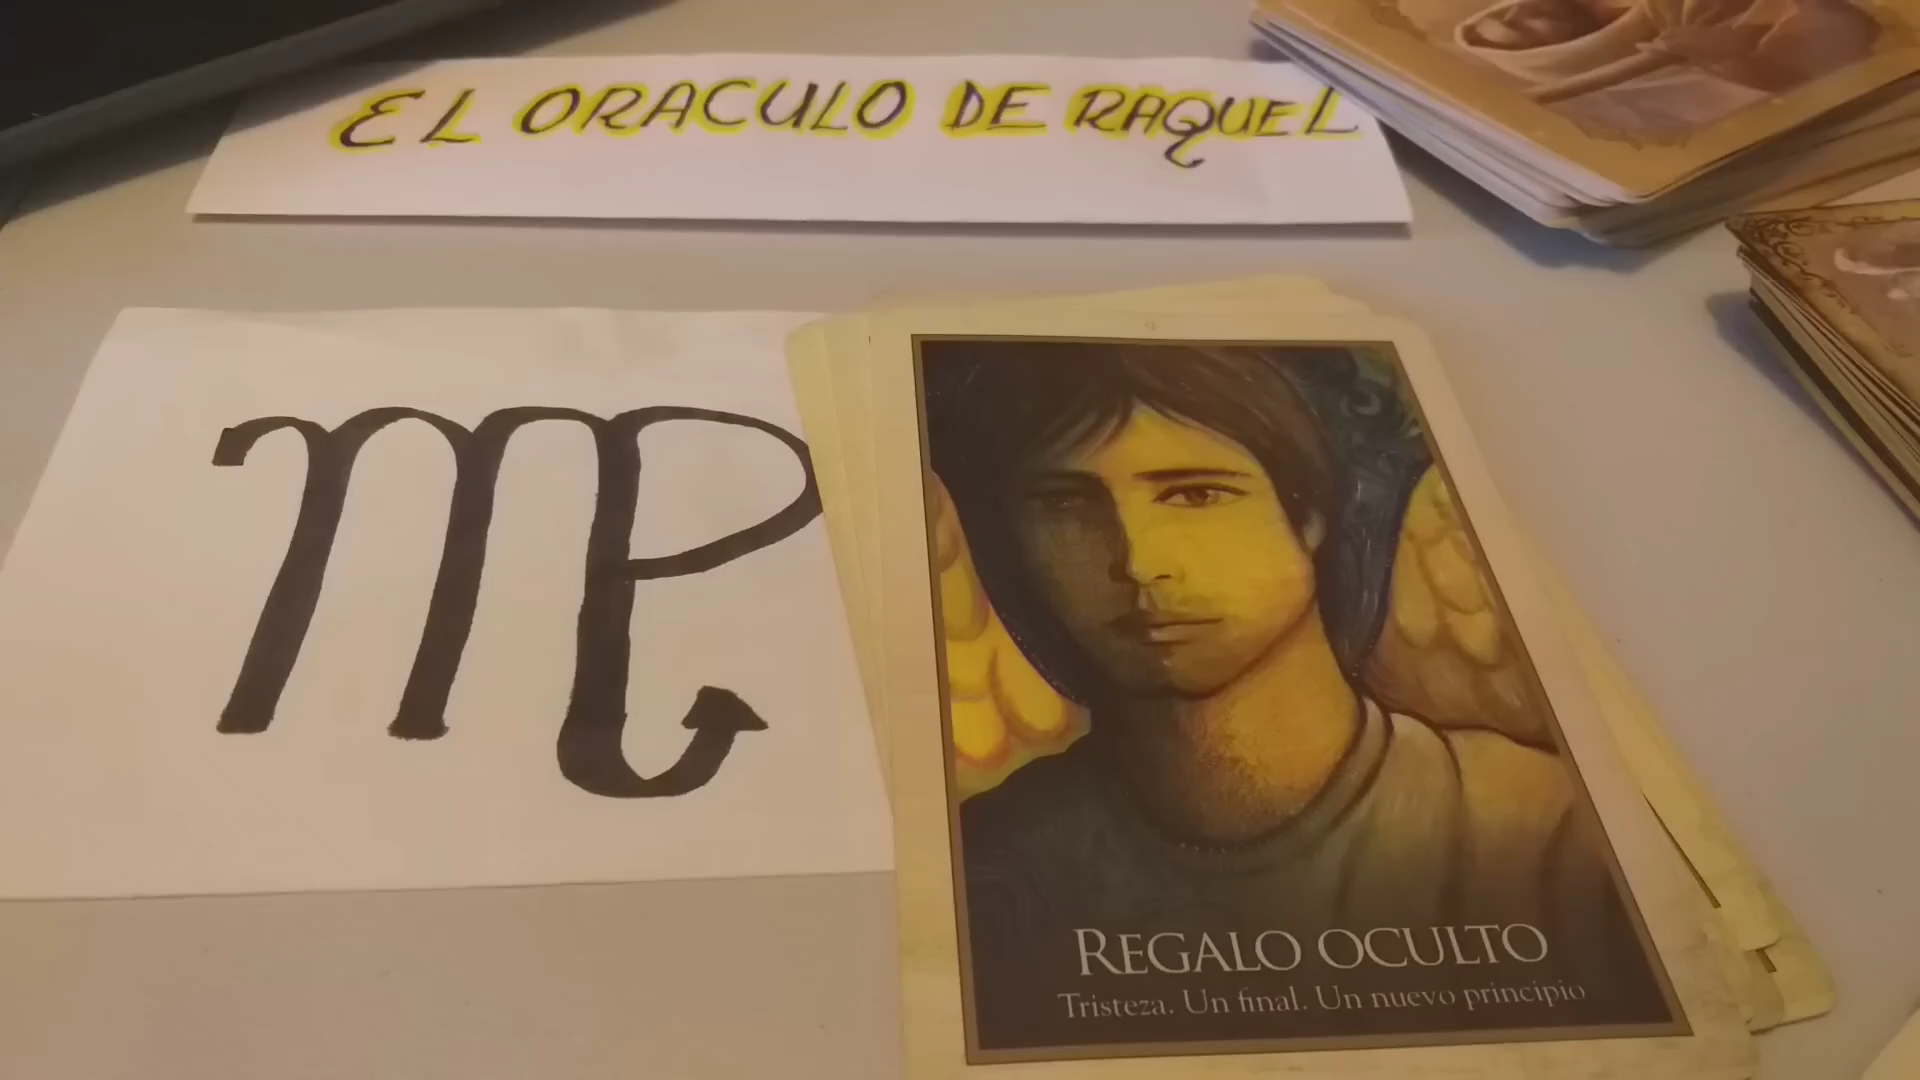 EL ORACULO DE RAQUEL
REGALO OCULTO
Tristeza. Un final. Un nuevo principio